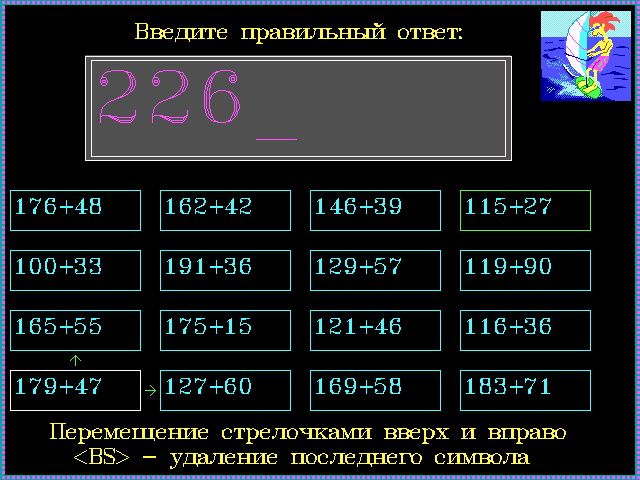 Введите правильный ответ:
226_
176+48 162+42 146+39 115+27
100+33 191+36 129+57 119+90
165+55 175+15 121+46 116+36
179+47 127+60 169+58 183+71
Перемещение стрелочками вверх и вправо
<BS> - удаление последнего символа